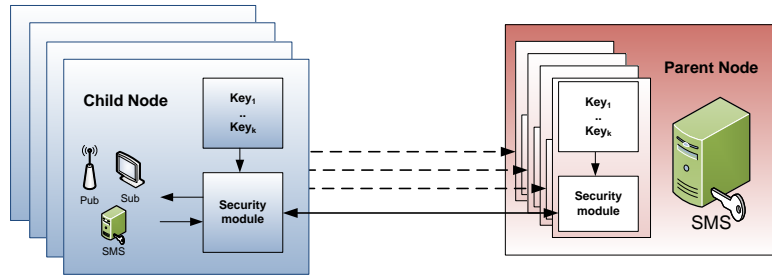 Child Node
Key1
..
Keyk
Pub
Sub
SMS
Security
module
Parent Node
Key1
..
Keyk
Security
module
SMS